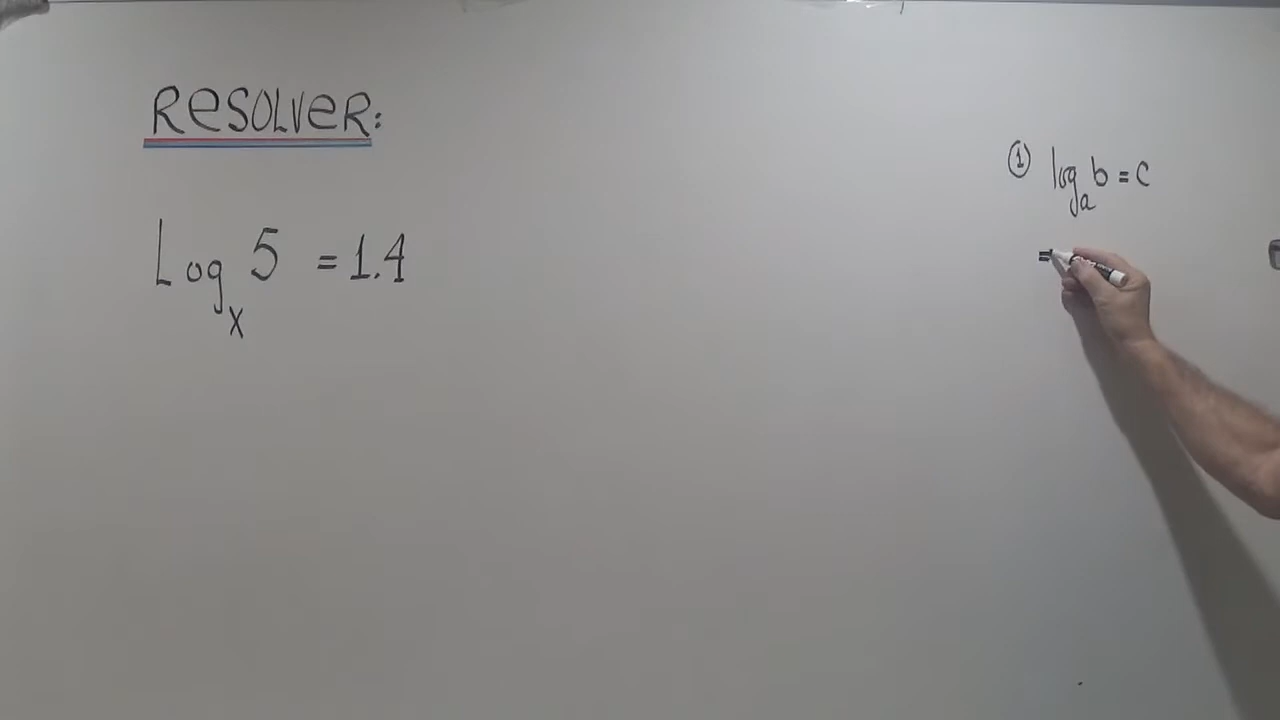 ResoLVeR:
Log_x 5 = 1.4
① log_a b = c
=